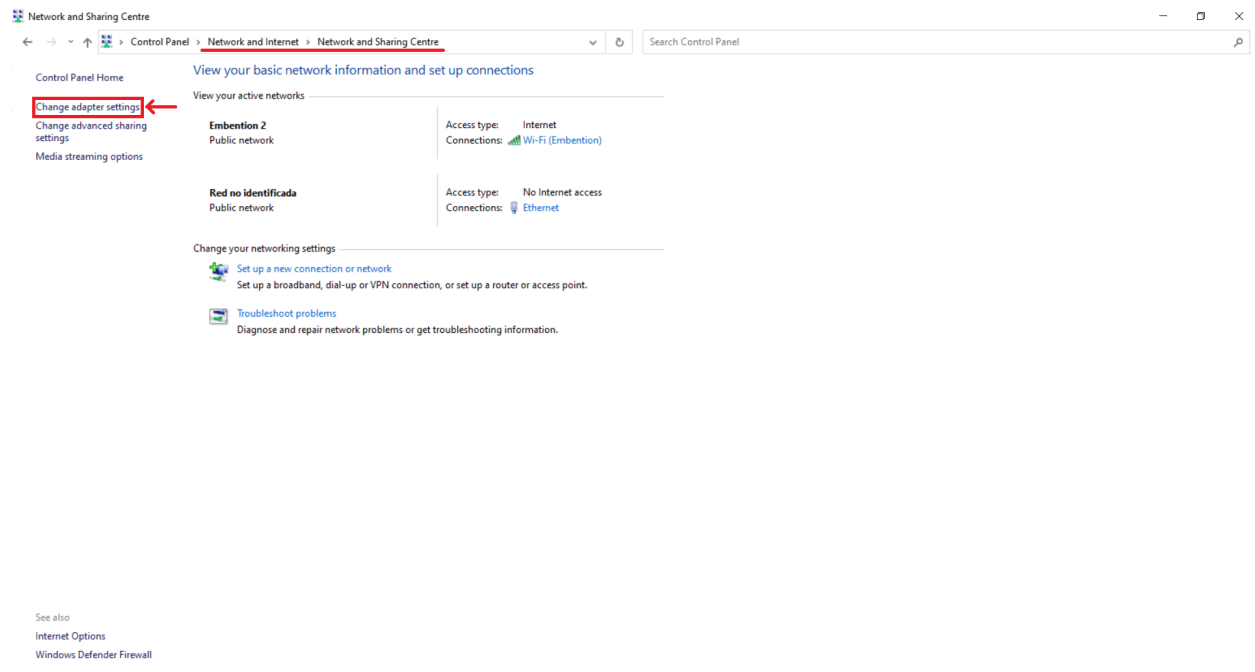 Network and Sharing Centre
Control Panel > Network and Internet > Network and Sharing Centre
Search Control Panel
Control Panel Home
Change adapter settings
Change advanced sharing
settings
Media streaming options
View your basic network information and set up connections
View your active networks
Embention 2
Public network
Access type: Internet
Connections: Wi-Fi (Embention)
Red no identificada
Public network
Access type: No Internet access
Connections: Ethernet
Change your networking settings
Set up a new connection or network
Set up a broadband, dial-up or VPN connection, or set up a router or access point.
Troubleshoot problems
Diagnose and repair network problems or get troubleshooting information.
See also
Internet Options
Windows Defender Firewall